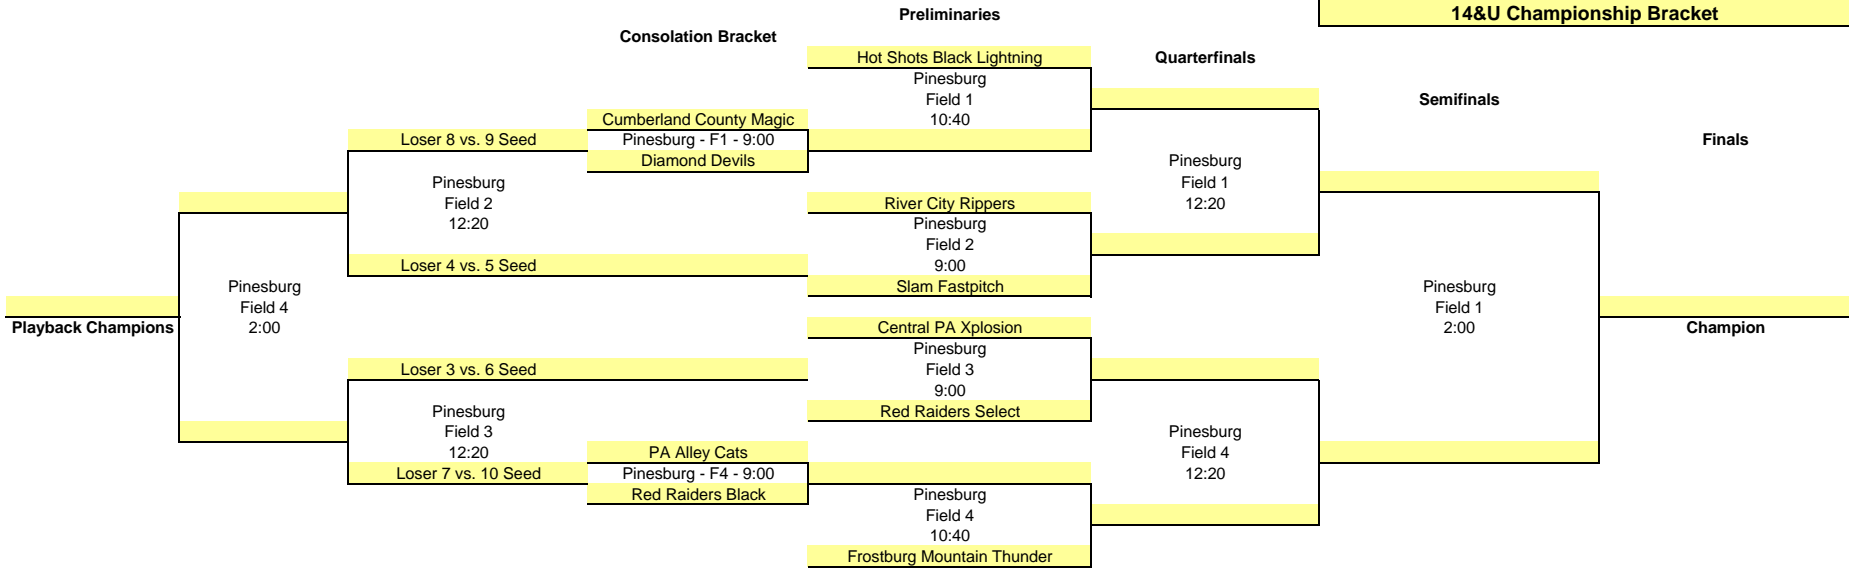 Preliminaries
14&U Championship Bracket
Consolation Bracket
Hot Shots Black Lightning
Quarterfinals
Pinesburg
Field 1
10:40
Semifinals
Cumberland County Magic
Loser 8 vs. 9 Seed
Pinesburg - F1 - 9:00
Finals
Diamond Devils
Pinesburg
Field 1
12:20
Pinesburg
Field 2
12:20
River City Rippers
Pinesburg
Field 2
9:00
Loser 4 vs. 5 Seed
Slam Fastpitch
Pinesburg
Field 4
2:00
Pinesburg
Field 1
2:00
Playback Champions
Central PA Xplosion
Champion
Pinesburg
Field 3
9:00
Loser 3 vs. 6 Seed
Red Raiders Select
Pinesburg
Field 3
12:20
Pinesburg
Field 4
12:20
PA Alley Cats
Loser 7 vs. 10 Seed
Pinesburg - F4 - 9:00
Red Raiders Black
Pinesburg
Field 4
10:40
Frostburg Mountain Thunder